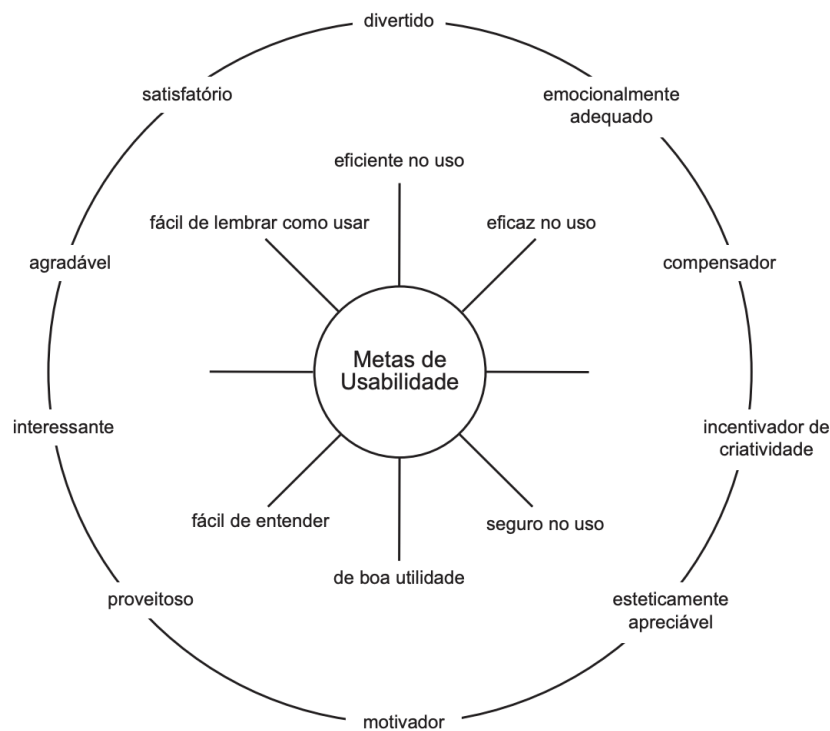 divertido
satisfatório
emocionalmente
adequado
eficiente no uso
fácil de lembrar como usar
eficaz no uso
agradável
compensador
Metas de
Usabilidade
interessante
incentivador de
criatividade
fácil de entender
seguro no uso
de boa utilidade
proveitoso
esteticamente
apreciável
motivador